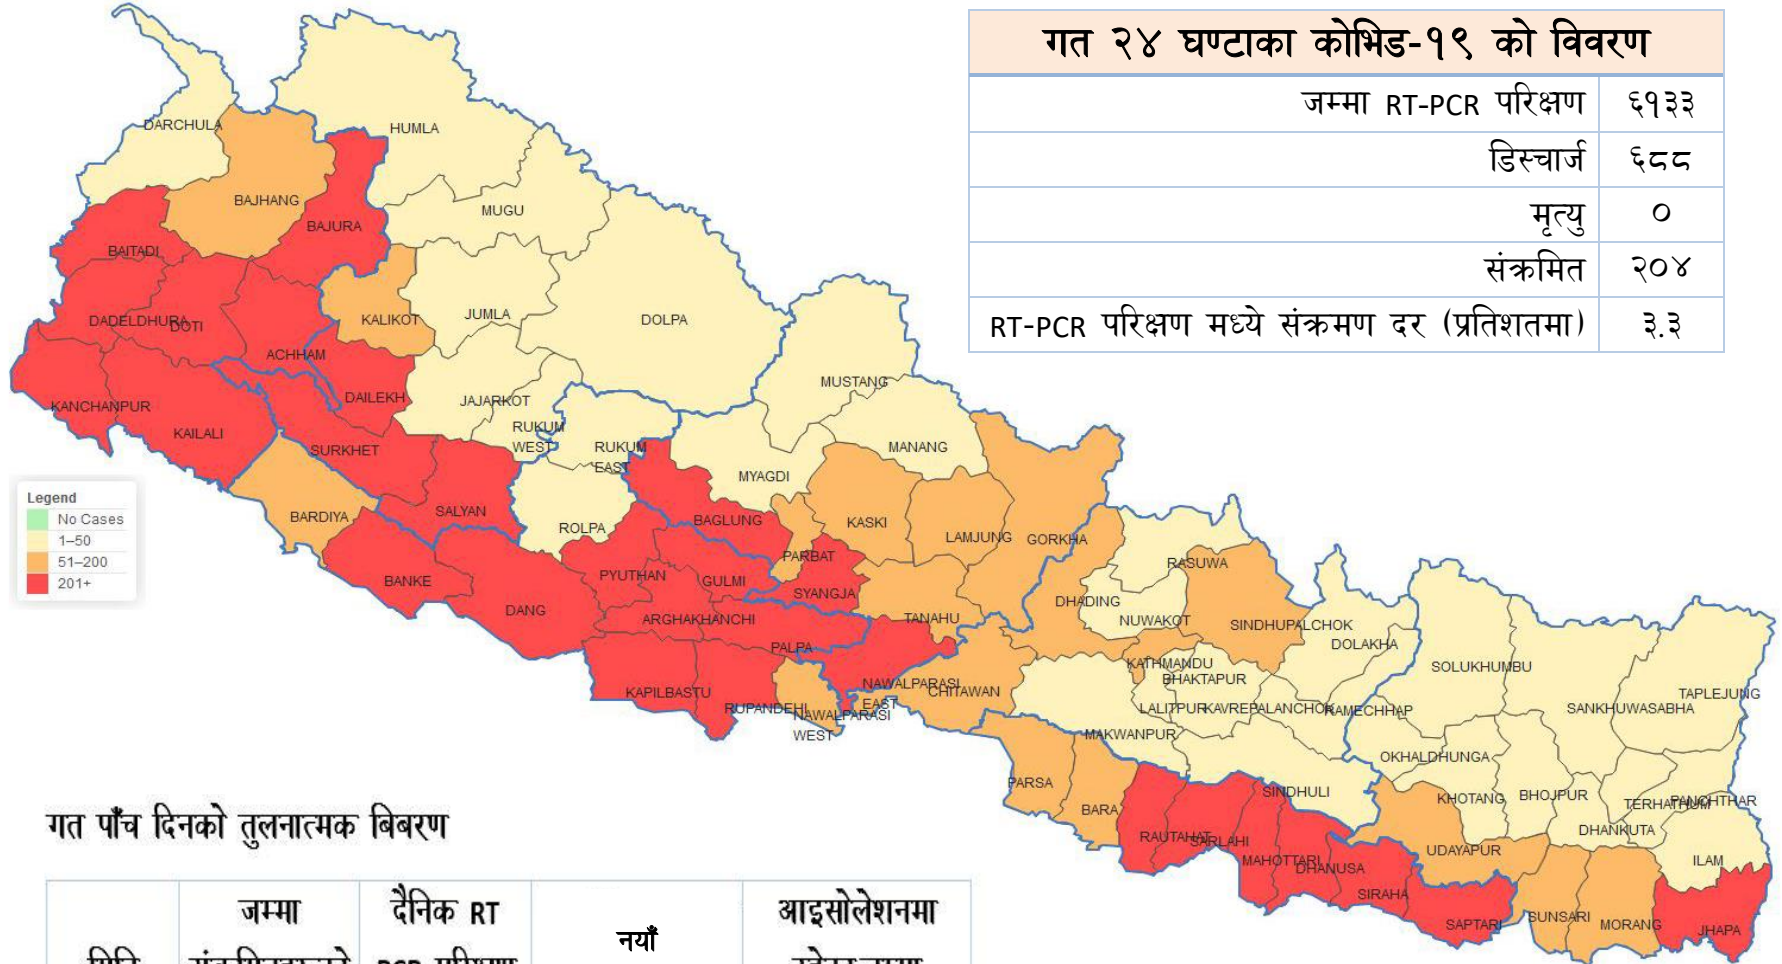 गत २४ घण्टाका कोभिड-१९ को विवरण
जम्मा RT-PCR परिक्षण ६१३३
डिस्चार्ज ६८८
मृत्यु ०
संक्रमित २०४
RT-PCR परिक्षण मध्ये संक्रमण दर (प्रतिशतमा) ३.३
DARCHULA
HUMLA
BAJHANG
MUGU
BAJURA
BAITADI
DADELDHURA
DOTI
KALIKOT
JUMLA
DOLPA
ACHHAM
MUSTANG
KANCHANPUR
DAILEKH
JAJARKOT
KAILALI
RUKUM
WEST
SURKHET
RUKUM
EAST
MANANG
MYAGDI
Legend
No Cases
1–50
51–200
201+
BARDIYA
SALYAN
ROLPA
BAGLUNG
KASKI
LAMJUNG
GORKHA
PARBAT
RASUWA
BANKE
PYUTHAN
GULMI
SYANGJA
DHADING
DANG
ARGHAKHANCHI
TANAHU
NUWAKOT
SINDHUPALCHOK
DOLAKHA
PALPA
KATHMANDU
BHAKTAPUR
SOLUKHUMBU
KAPILBASTU
NAWALPARASI
EAST
CHITAWAN
TAPLEJUNG
RUPANDEHI
NAWALPARASI
WEST
LALITPUR
KAVREPALANCHOK
RAMECHHAP
SANKHUWASABHA
MAKWANPUR
OKHALDHUNGA
PARSA
SINDHULI
BARA
KHOTANG
BHOJPUR
TERHATHUM
PANCHTHAR
RAUTAHAT
SARLAHI
DHANKUTA
MAHOTTARI
DHANUSA
UDAYAPUR
ILAM
SIRAHA
SAPTARI
SUNSARI
MORANG
JHAPA
गत पाँच दिनको तुलनात्मक बिबरण
जम्मा
दैनिक RT
नयाँ
आइसोलेशनमा